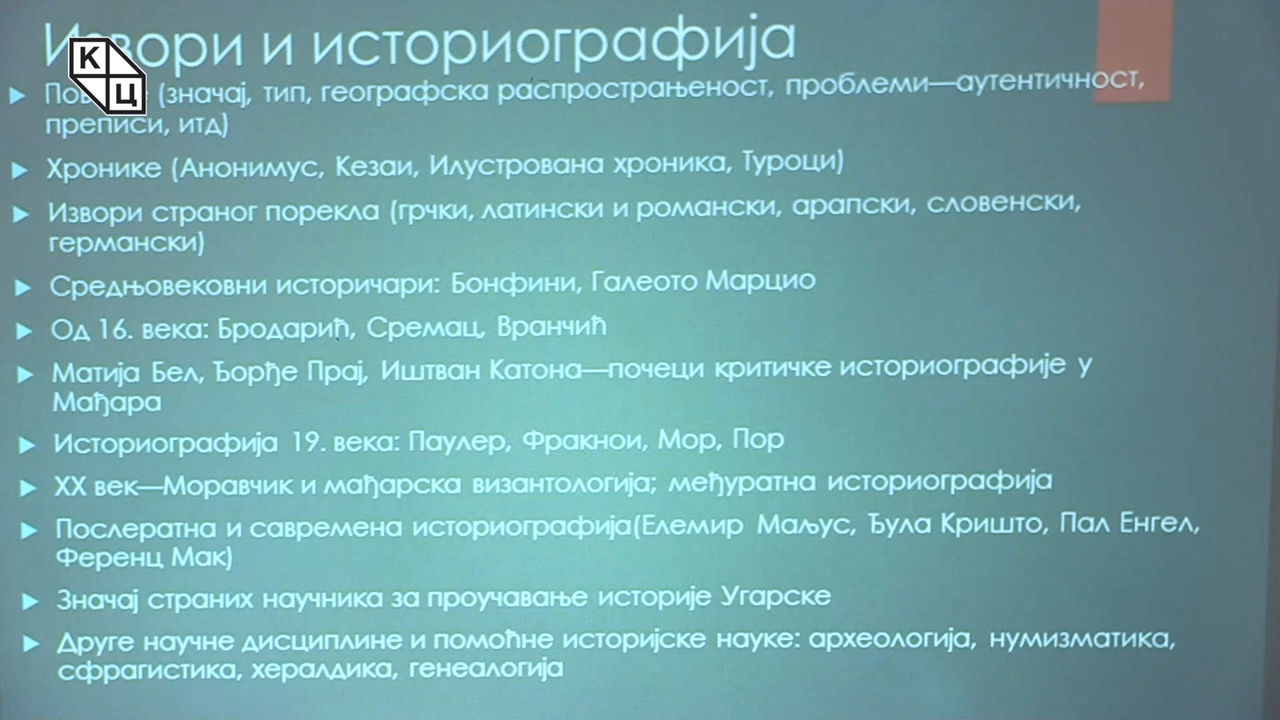 Извори и историографија
К
Ц
(значај, тип, географска распрострањеност, проблеми—аутентичност,
преписи, итд)
Хронике (Анонимус, Кезаи, Илустрована хроника, Туроци)
Извори страног порекла (грчки, латински и романски, арапски, словенски,
германски)
Средњовековни историчари: Бонфини, Галеото Марцио
Од 16. века: Бродарић, Сремац, Вранчић
Матија Бел, Ђорђе Прај, Иштван Катона—почеци критичке историографије у
Мађара
Историографија 19. века: Паулер, Фракнои, Мор, Пор
XX век—Моравчик и мађарска византологија; међуратна историографија
Послератна и савремена историографија(Елемир Маљус, Ђула Кришто, Пал Енгел,
Ференц Мак)
Значај страних научника за проучавање историје Угарске
Друге научне дисциплине и помоћне историјске науке: археологија, нумизматика,
сфрагистика, хералдика, генеалогија